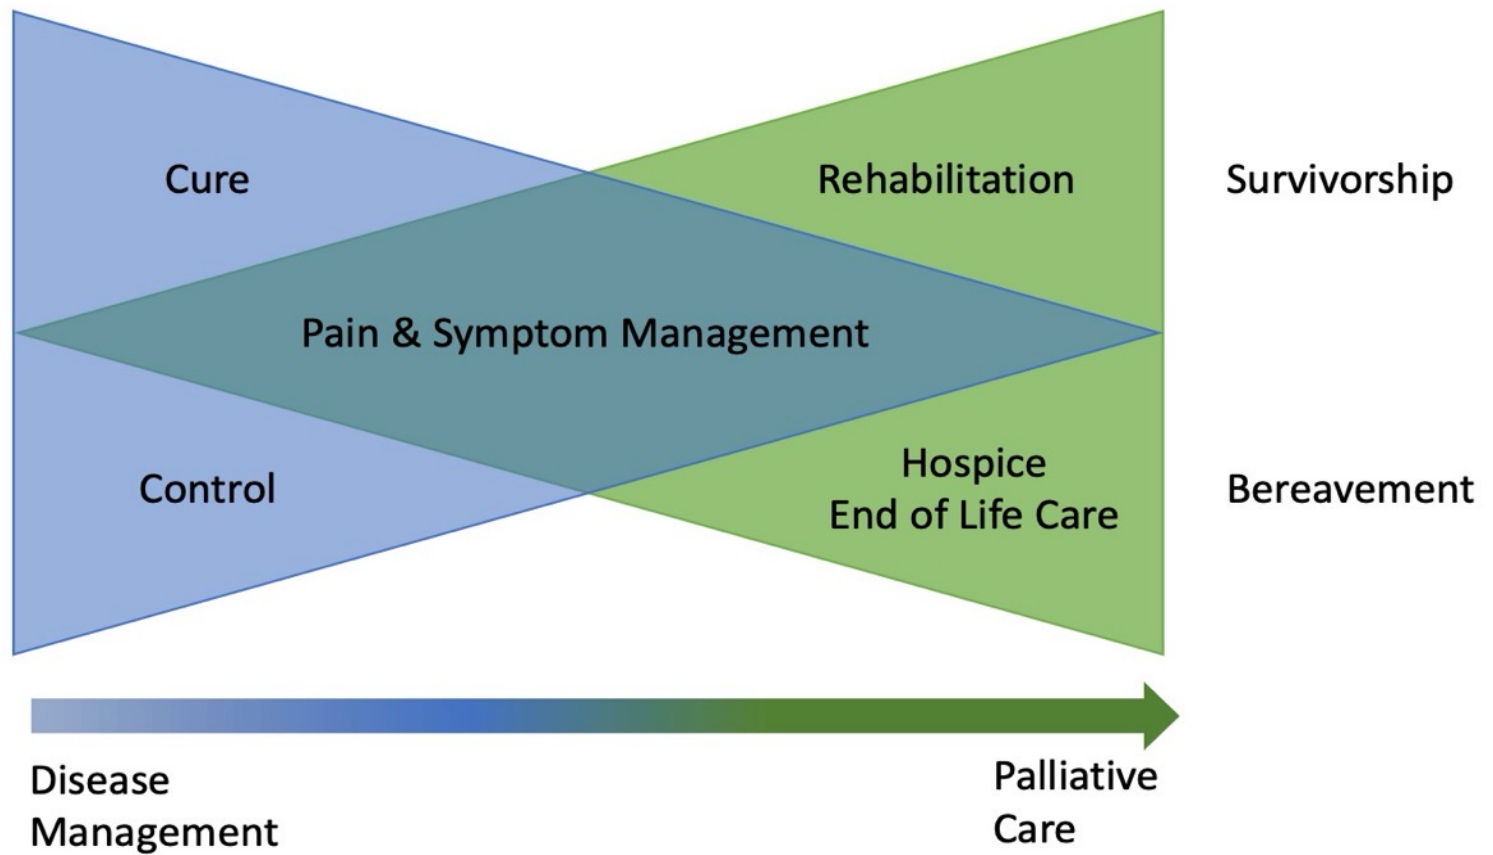 Cure
Rehabilitation
Survivorship
Pain & Symptom Management
Control
Hospice
End of Life Care
Bereavement
Disease
Management
Palliative
Care